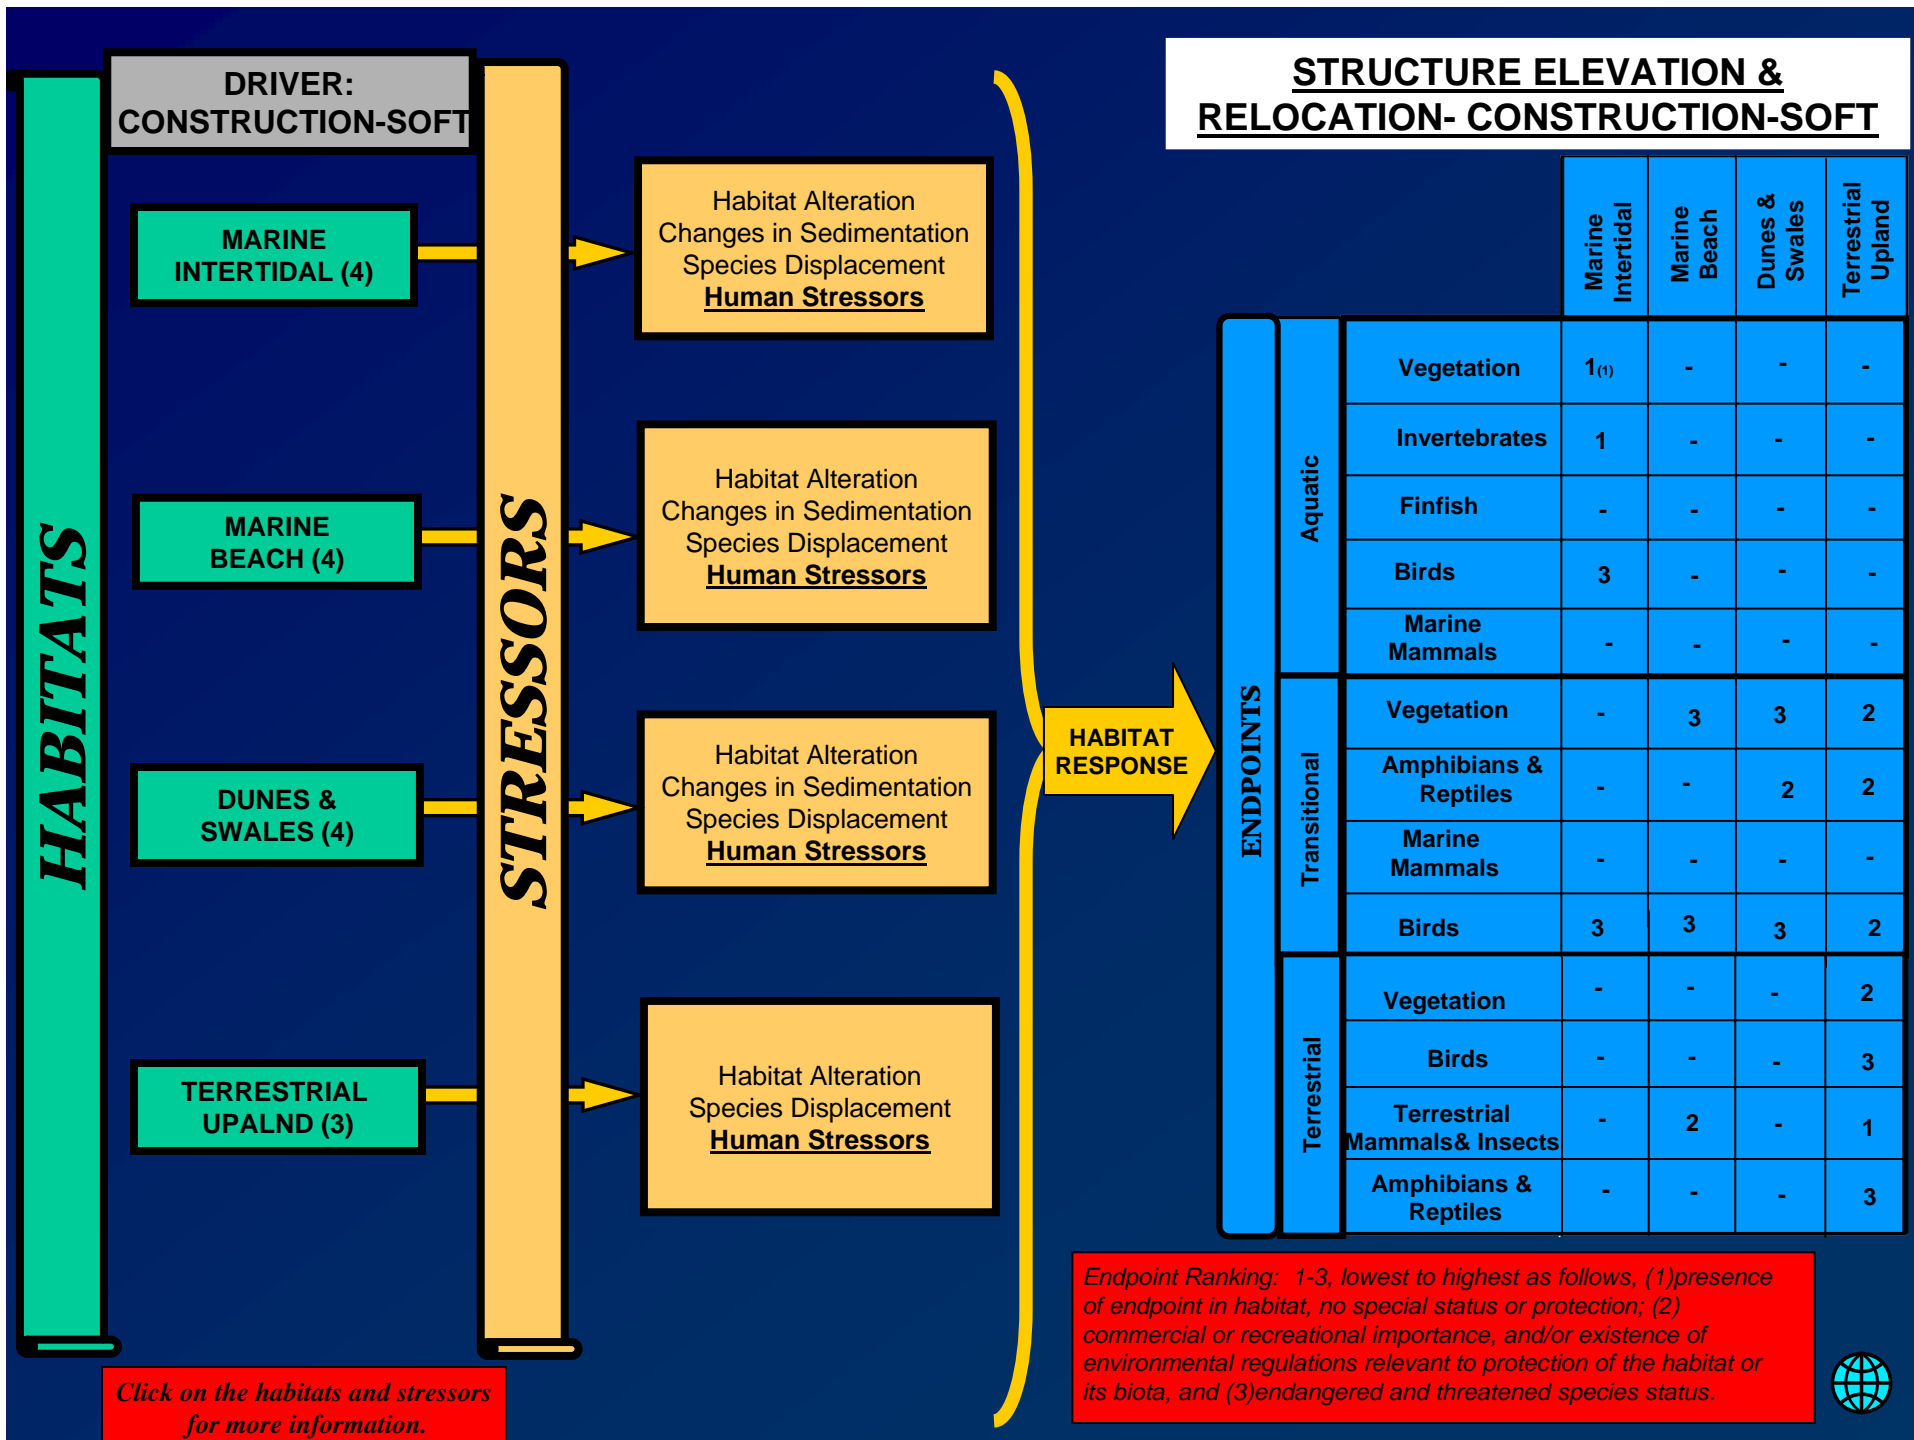 DRIVER:
CONSTRUCTION-SOFT
STRUCTURE ELEVATION &
RELOCATION- CONSTRUCTION-SOFT
HABITATS
STRESSORS
MARINE
INTERTIDAL (4)
Habitat Alteration
Changes in Sedimentation
Species Displacement
Human Stressors
MARINE
BEACH (4)
Habitat Alteration
Changes in Sedimentation
Species Displacement
Human Stressors
DUNES &
SWALES (4)
Habitat Alteration
Changes in Sedimentation
Species Displacement
Human Stressors
TERRESTRIAL
UPALND (3)
Habitat Alteration
Species Displacement
Human Stressors
HABITAT
RESPONSE
ENDPOINTS
Marine
Intertidal
Marine
Beach
Dunes &
Swales
Terrestrial
Upland
Aquatic
Vegetation 1(1) - - -
Invertebrates 1 - - -
Finfish - - - -
Birds 3 - - -
Marine
Mammals - - - -
Transitional
Vegetation - 3 3 2
Amphibians &
Reptiles - - 2 2
Marine
Mammals - - - -
Birds 3 3 3 2
Terrestrial
Vegetation - - - 2
Birds - - - 3
Terrestrial
Mammals& Insects - 2 - 1
Amphibians &
Reptiles - - - 3
Endpoint Ranking: 1-3, lowest to highest as follows, (1)presence
of endpoint in habitat, no special status or protection; (2)
commercial or recreational importance, and/or existence of
environmental regulations relevant to protection of the habitat or
its biota, and (3)endangered and threatened species status.
Click on the habitats and stressors
for more information.